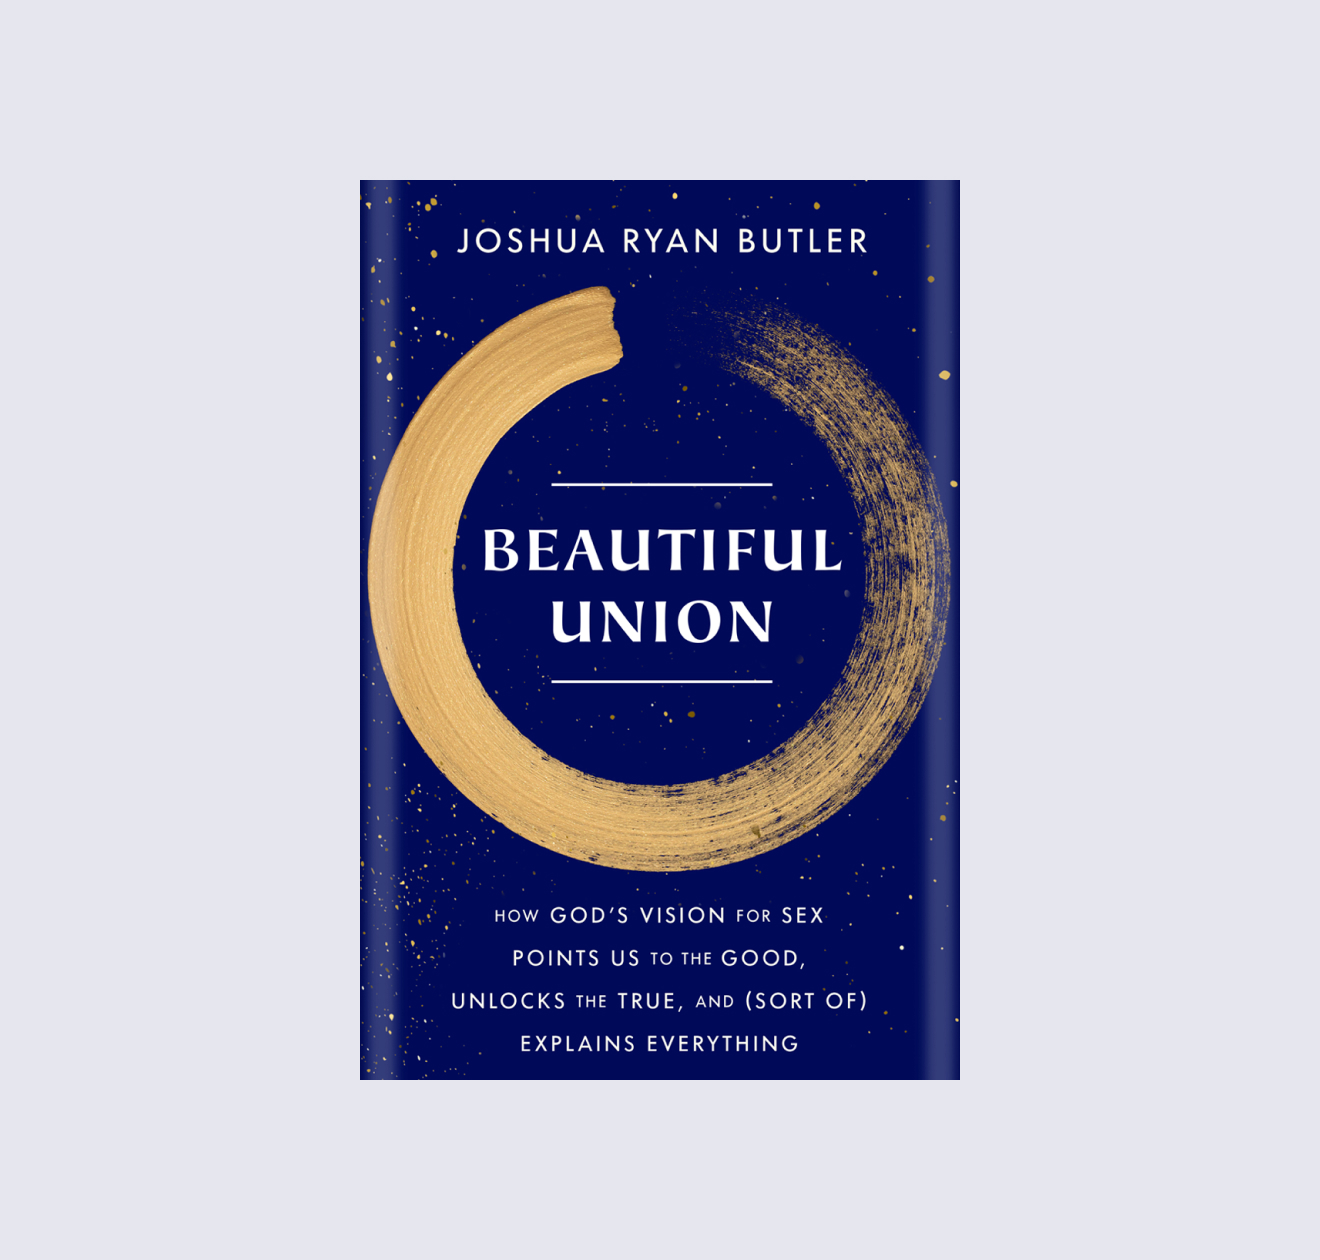 JOSHUA RYAN BUTLER
BEAUTIFUL
UNION
HOW GOD'S VISION FOR SEX
POINTS US TO THE GOOD,
UNLOCKS THE TRUE, AND (SORT OF)
EXPLAINS EVERYTHING